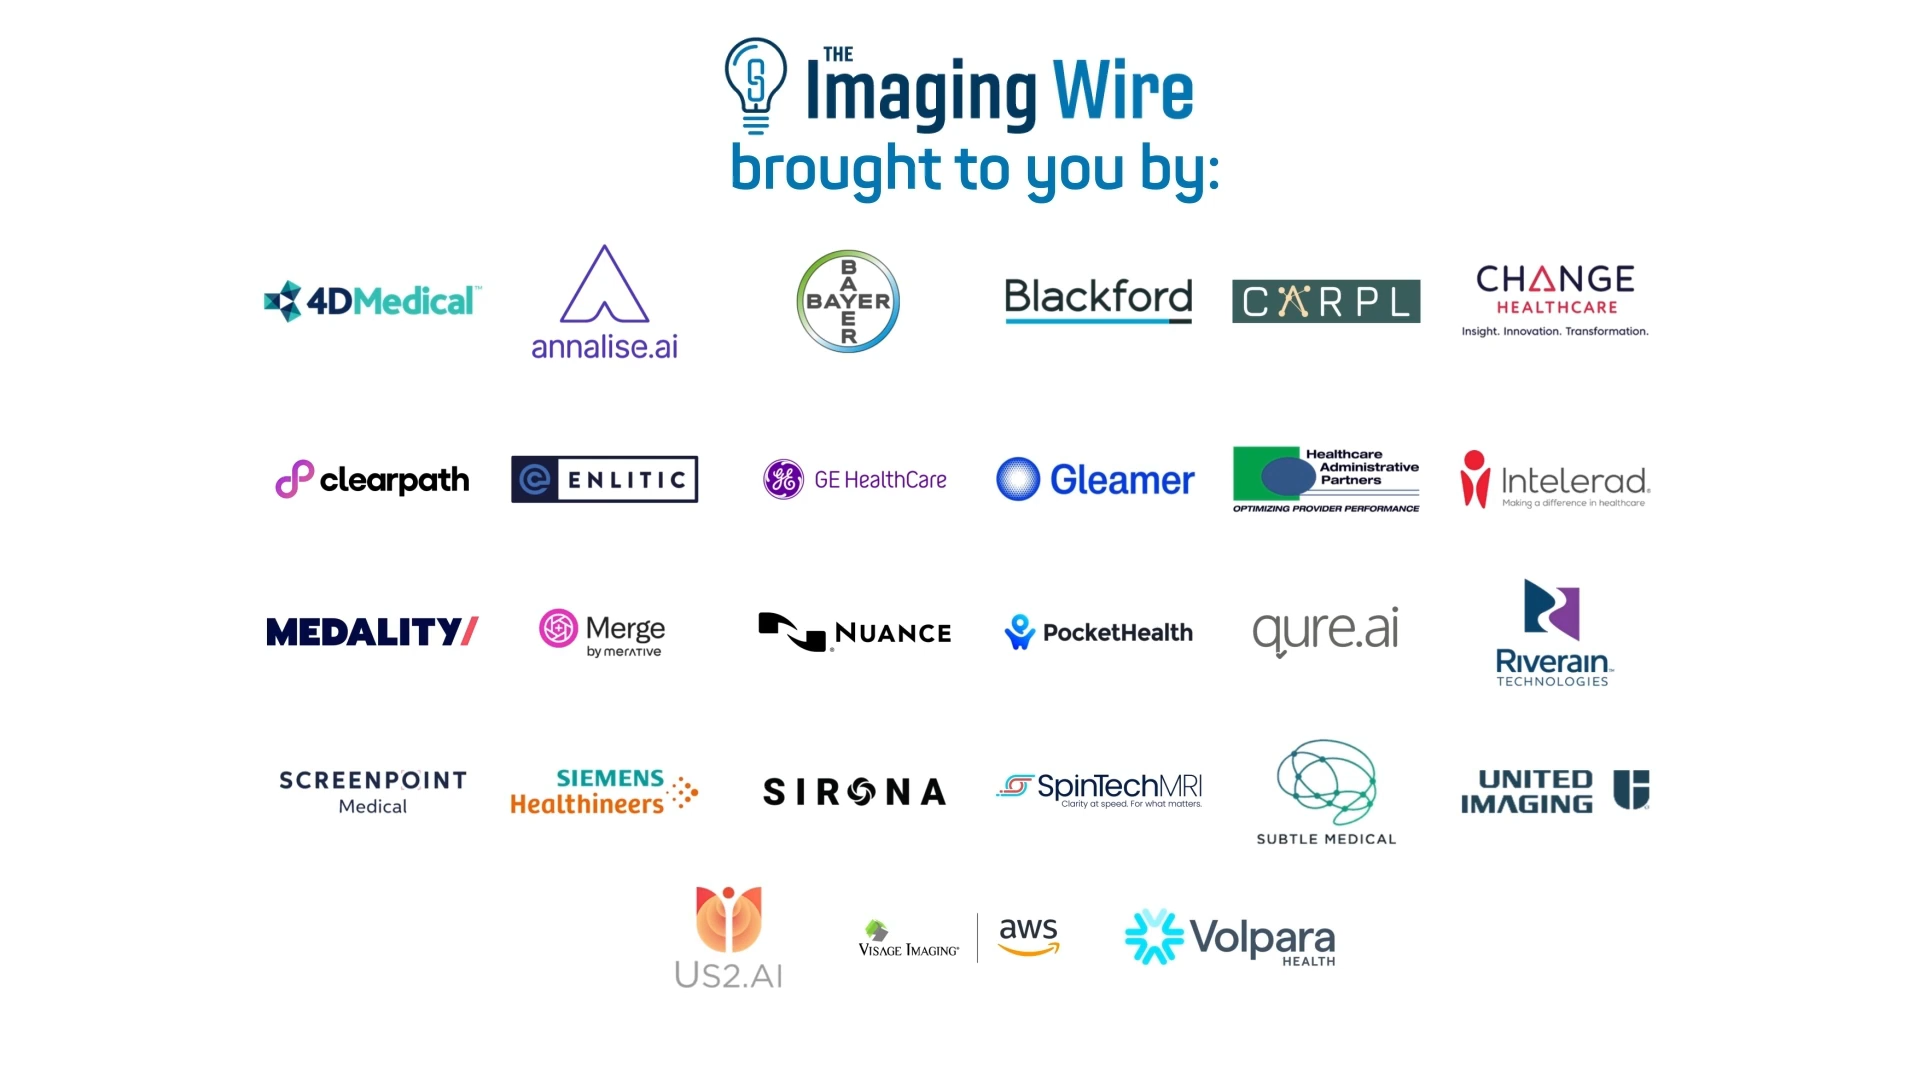 THE
Imaging Wire
brought to you by:
4DMedical™
annalise.ai
BAYER
BAYER
Blackford
CARPL
CHANGE
HEALTHCARE
Insight. Innovation. Transformation.
clearpath
ENLITIC
GE HealthCare
Gleamer
Healthcare
Administrative
Partners
OPTIMIZING PROVIDER PERFORMANCE
Intelerad®
Making a difference in healthcare
MEDALITY/
Merge
by merative
NUANCE
PocketHealth
qure.ai
Riverain™
TECHNOLOGIES
SCREENPOINT
Medical
SIEMENS
Healthineers
SIRONA
SpinTechMRI
Clarity at speed. For what matters.
SUBTLE MEDICAL
UNITED
IMAGING
US2.AI
VISAGE IMAGING®
aws
Volpara
HEALTH